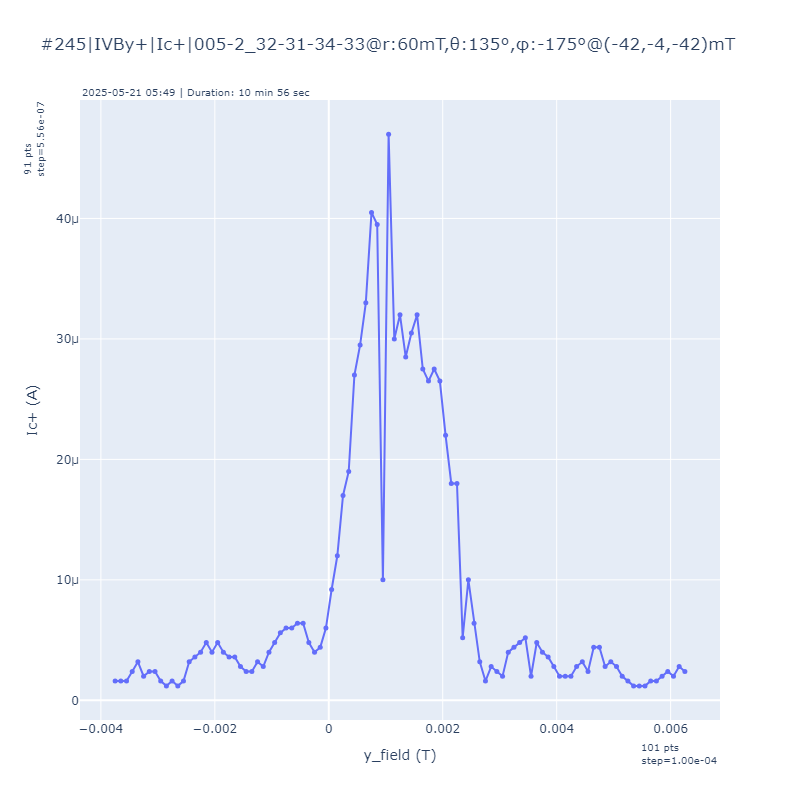 #245|IVBy+|Ic+|005-2_32-31-34-33@r:60mT,θ:135°,φ:-175°@(-42,-4,-42)mT
2025-05-21 05:49 | Duration: 10 min 56 sec
91 pts
step=5.56e-07
40μ
30μ
20μ
10μ
0
Ic+ (A)
−0.004
−0.002
0
0.002
0.004
0.006
y_field (T)
101 pts
step=1.00e-04